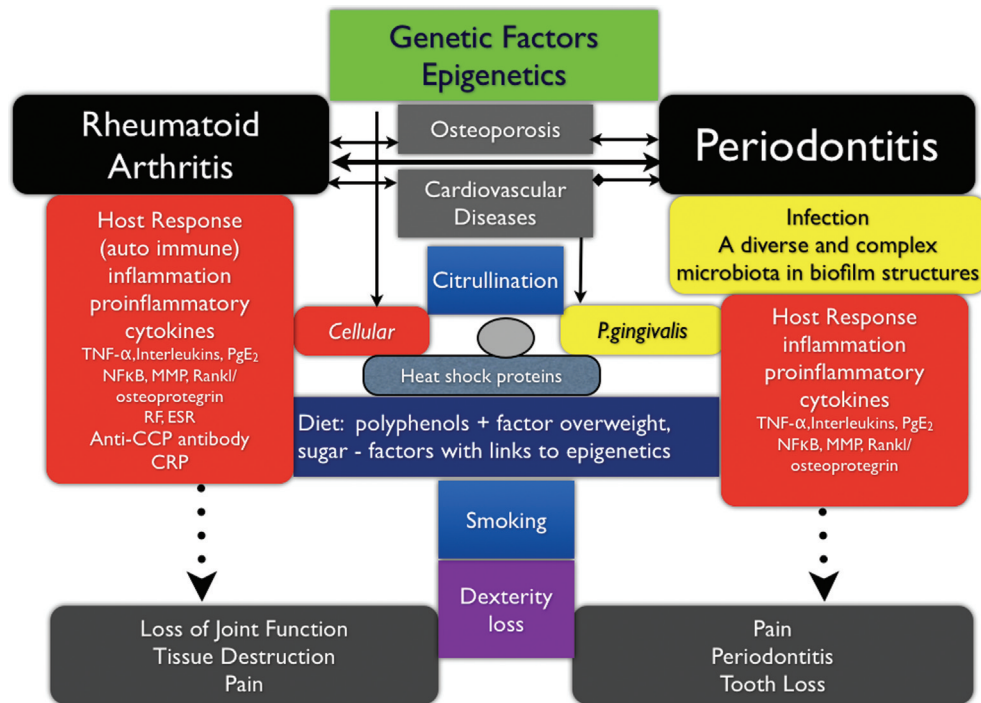 Genetic Factors
Epigenetics
Rheumatoid
Arthritis
Osteoporosis
Cardiovascular
Diseases
Periodontitis
Host Response
(auto immune)
inflammation
proinflammatory
cytokines
TNF-α,Interleukins, PgE₂
NFκB, MMP, Rankl/
osteoprotegrin
RF, ESR
Anti-CCP antibody
CRP
Infection
A diverse and complex
microbiota in biofilm structures
Citrullination
Cellular
P.gingivalis
Heat shock proteins
Host Response
inflammation
proinflammatory
cytokines
TNF-α,Interleukins, PgE₂
NFκB, MMP, Rankl/
osteoprotegrin
Diet: polyphenols + factor overweight,
sugar - factors with links to epigenetics
Smoking
Dexterity
loss
Loss of Joint Function
Tissue Destruction
Pain
Pain
Periodontitis
Tooth Loss